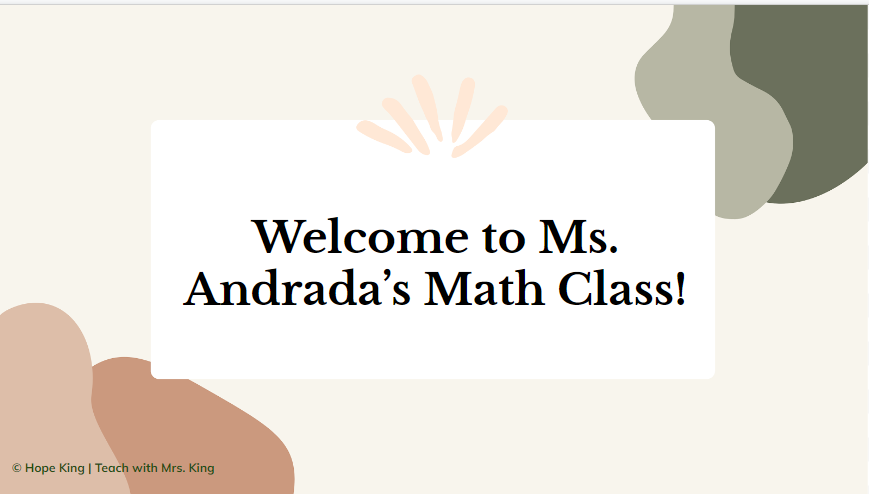 Welcome to Ms.
Andrada’s Math Class!
© Hope King | Teach with Mrs. King